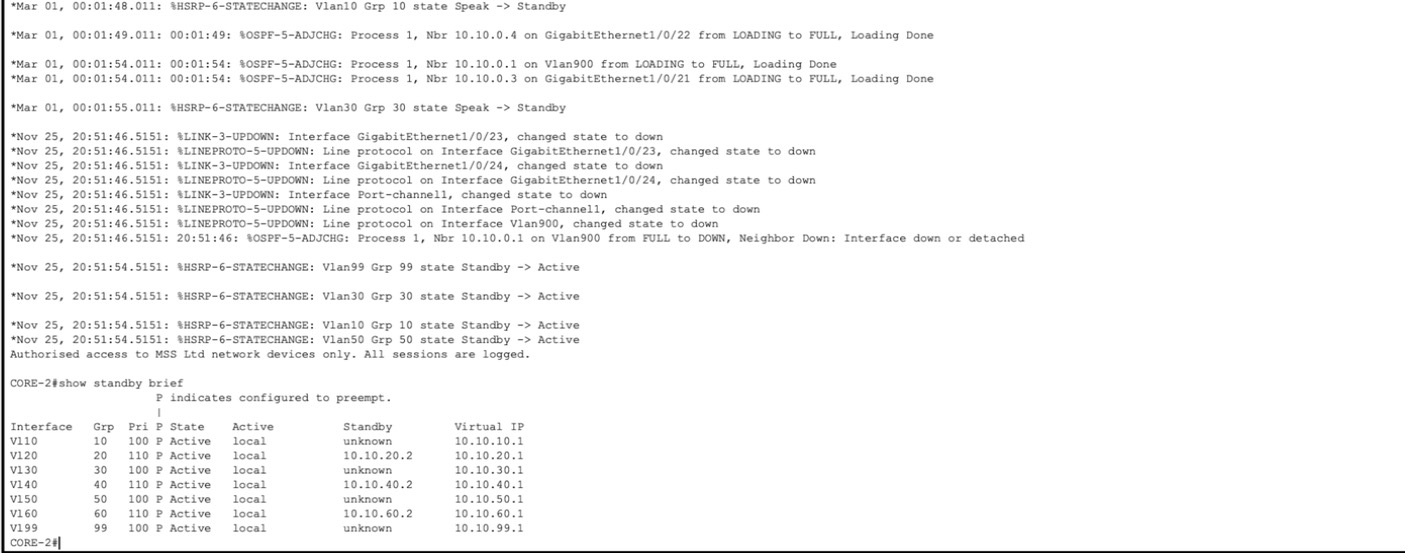 *Mar 01, 00:01:48.011: %HSRP-6-STATECHANGE: Vlan10 Grp 10 state Speak -> Standby
*Mar 01, 00:01:49.011: 00:01:49: %OSPF-5-ADJCHG: Process 1, Nbr 10.10.0.4 on GigabitEthernet1/0/22 from LOADING to FULL, Loading Done
*Mar 01, 00:01:54.011: 00:01:54: %OSPF-5-ADJCHG: Process 1, Nbr 10.10.0.1 on Vlan900 from LOADING to FULL, Loading Done
*Mar 01, 00:01:54.011: 00:01:54: %OSPF-5-ADJCHG: Process 1, Nbr 10.10.0.3 on GigabitEthernet1/0/21 from LOADING to FULL, Loading Done
*Mar 01, 00:01:55.011: %HSRP-6-STATECHANGE: Vlan30 Grp 30 state Speak -> Standby
*Nov 25, 20:51:46.5151: %LINK-3-UPDOWN: Interface GigabitEthernet1/0/23, changed state to down
*Nov 25, 20:51:46.5151: %LINEPROTO-5-UPDOWN: Line protocol on Interface GigabitEthernet1/0/23, changed state to down
*Nov 25, 20:51:46.5151: %LINK-3-UPDOWN: Interface GigabitEthernet1/0/24, changed state to down
*Nov 25, 20:51:46.5151: %LINEPROTO-5-UPDOWN: Line protocol on Interface GigabitEthernet1/0/24, changed state to down
*Nov 25, 20:51:46.5151: %LINK-3-UPDOWN: Interface Port-channel1, changed state to down
*Nov 25, 20:51:46.5151: %LINEPROTO-5-UPDOWN: Line protocol on Interface Port-channel1, changed state to down
*Nov 25, 20:51:46.5151: %LINEPROTO-5-UPDOWN: Line protocol on Interface Vlan900, changed state to down
*Nov 25, 20:51:46.5151: 20:51:46: %OSPF-5-ADJCHG: Process 1, Nbr 10.10.0.1 on Vlan900 from FULL to DOWN, Neighbor Down: Interface down or detached
*Nov 25, 20:51:54.5151: %HSRP-6-STATECHANGE: Vlan99 Grp 99 state Standby -> Active
*Nov 25, 20:51:54.5151: %HSRP-6-STATECHANGE: Vlan30 Grp 30 state Standby -> Active
*Nov 25, 20:51:54.5151: %HSRP-6-STATECHANGE: Vlan10 Grp 10 state Standby -> Active
*Nov 25, 20:51:54.5151: %HSRP-6-STATECHANGE: Vlan50 Grp 50 state Standby -> Active
Authorised access to MSS Ltd network devices only. All sessions are logged.
CORE-2#show standby brief
P indicates configured to preempt.
|
Interface Grp Pri P State Active Standby Virtual IP
Vl10 10 100 P Active local unknown 10.10.10.1
Vl20 20 110 P Active local 10.10.20.2 10.10.20.1
Vl30 30 100 P Active local unknown 10.10.30.1
Vl40 40 110 P Active local 10.10.40.2 10.10.40.1
Vl50 50 100 P Active local unknown 10.10.50.1
Vl60 60 110 P Active local 10.10.60.2 10.10.60.1
Vl99 99 100 P Active local unknown 10.10.99.1
CORE-2#